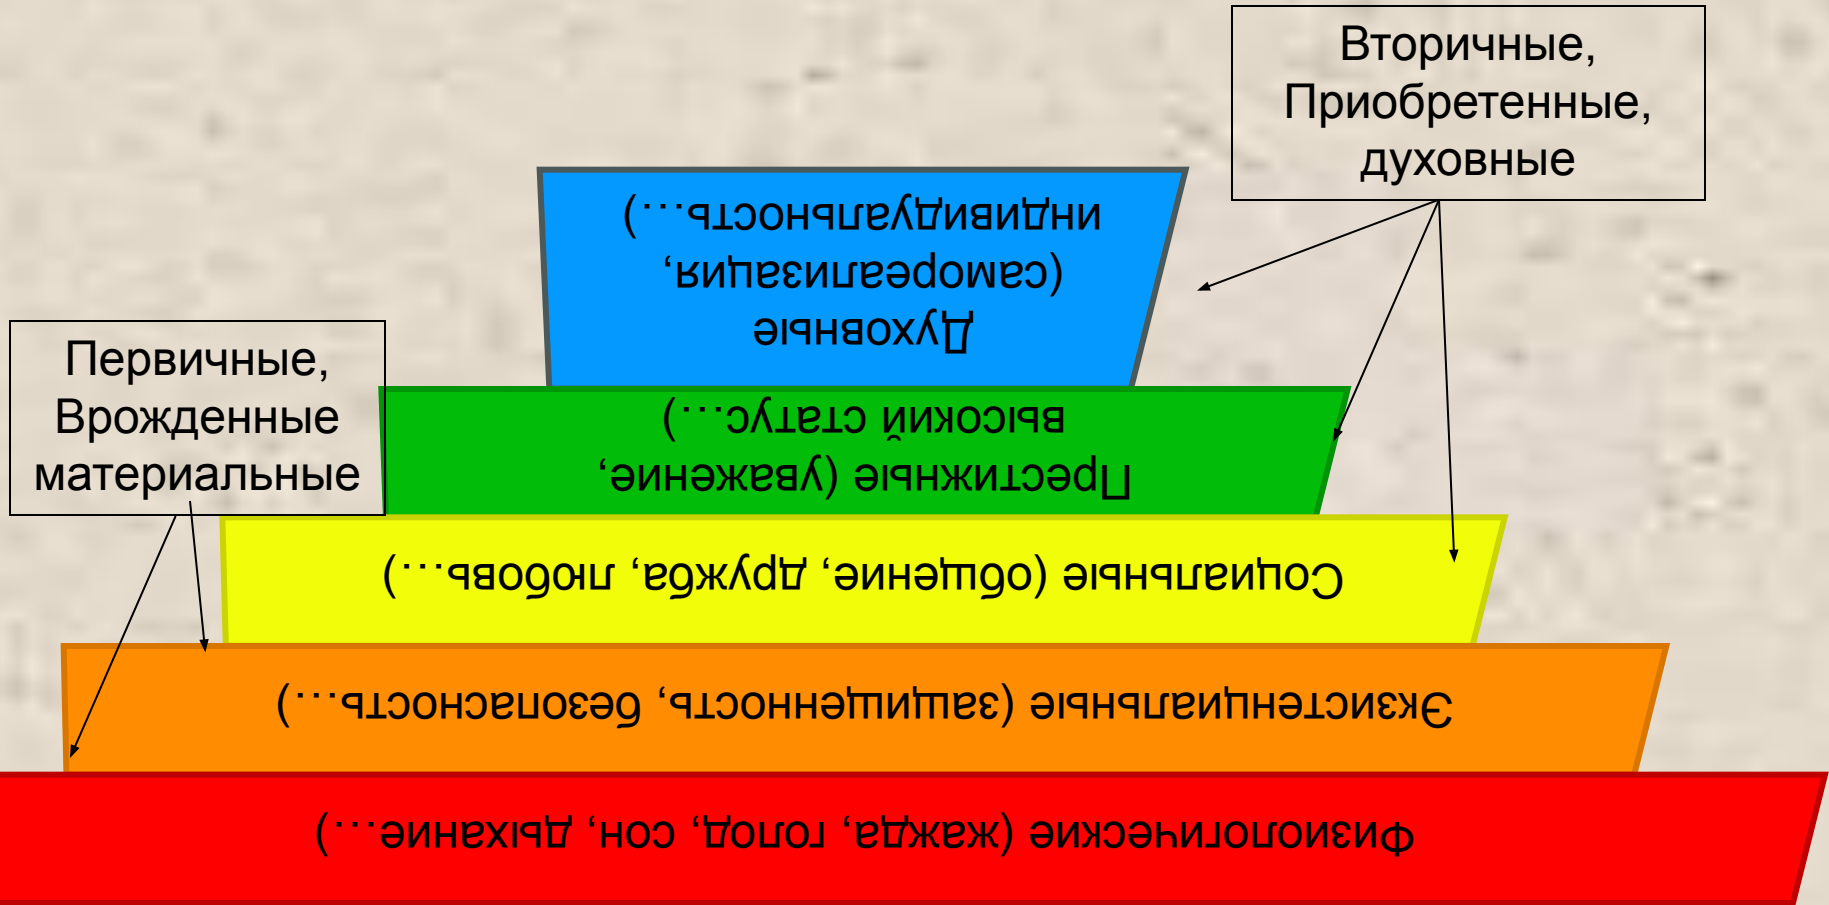 Вторичные,
Приобретенные,
духовные
Первичные,
Врожденные
материальные
Духовные
(самореализация,
индивидуальность…)
Престижные (уважение,
высокий статус…)
Социальные (общение, дружба, любовь…)
Экзистенциальные (защищенность, безопасность…)
Физиологические (жажда, голод, сон, дыхание…)